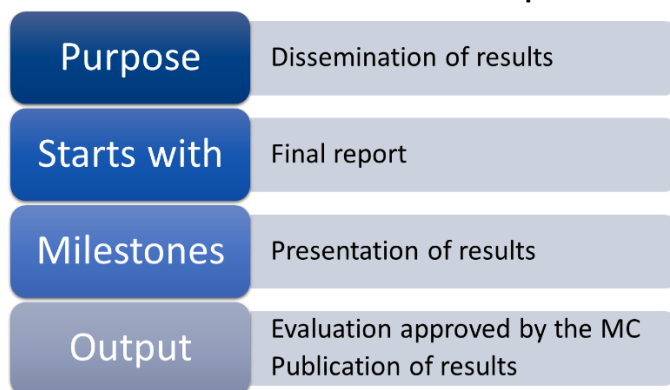 Purpose
Dissemination of results
Starts with
Final report
Milestones
Presentation of results
Output
Evaluation approved by the MC
Publication of results